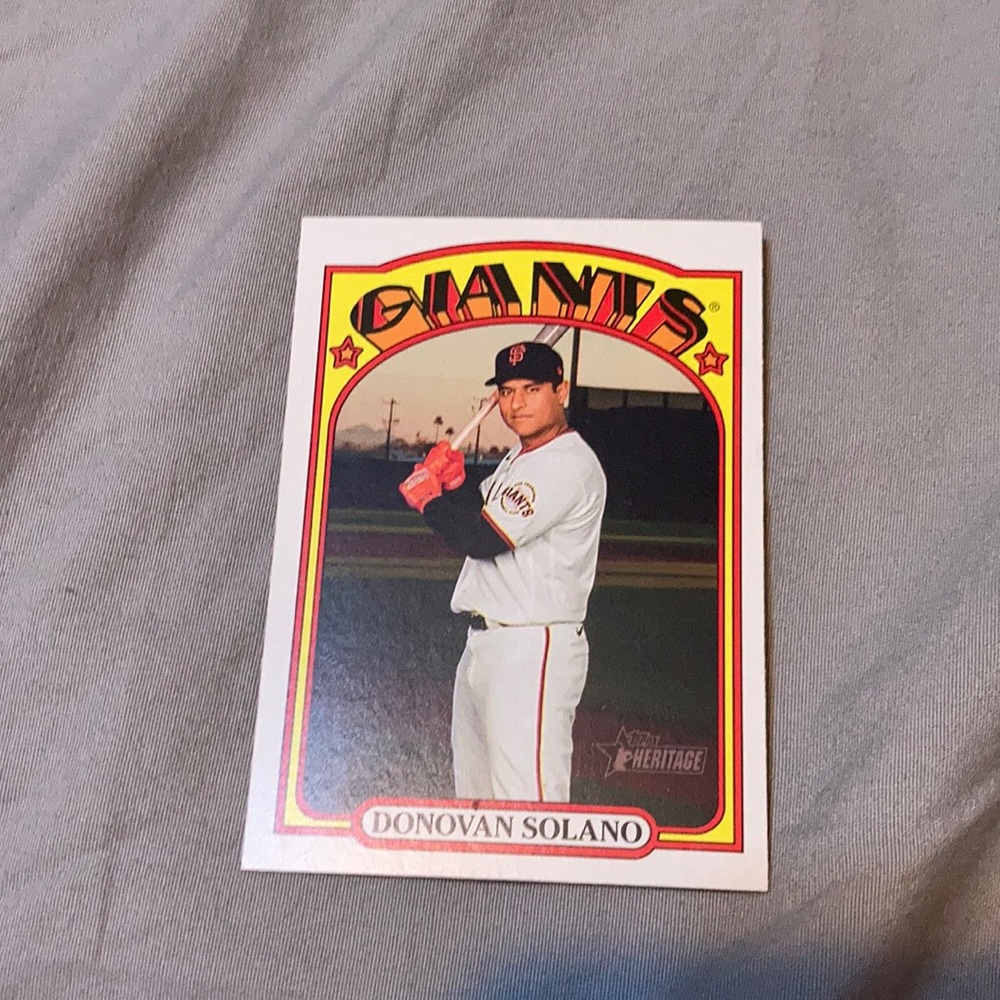 GIANTS®
SF
GIANTS
Topps
HERITAGE
DONOVAN SOLANO